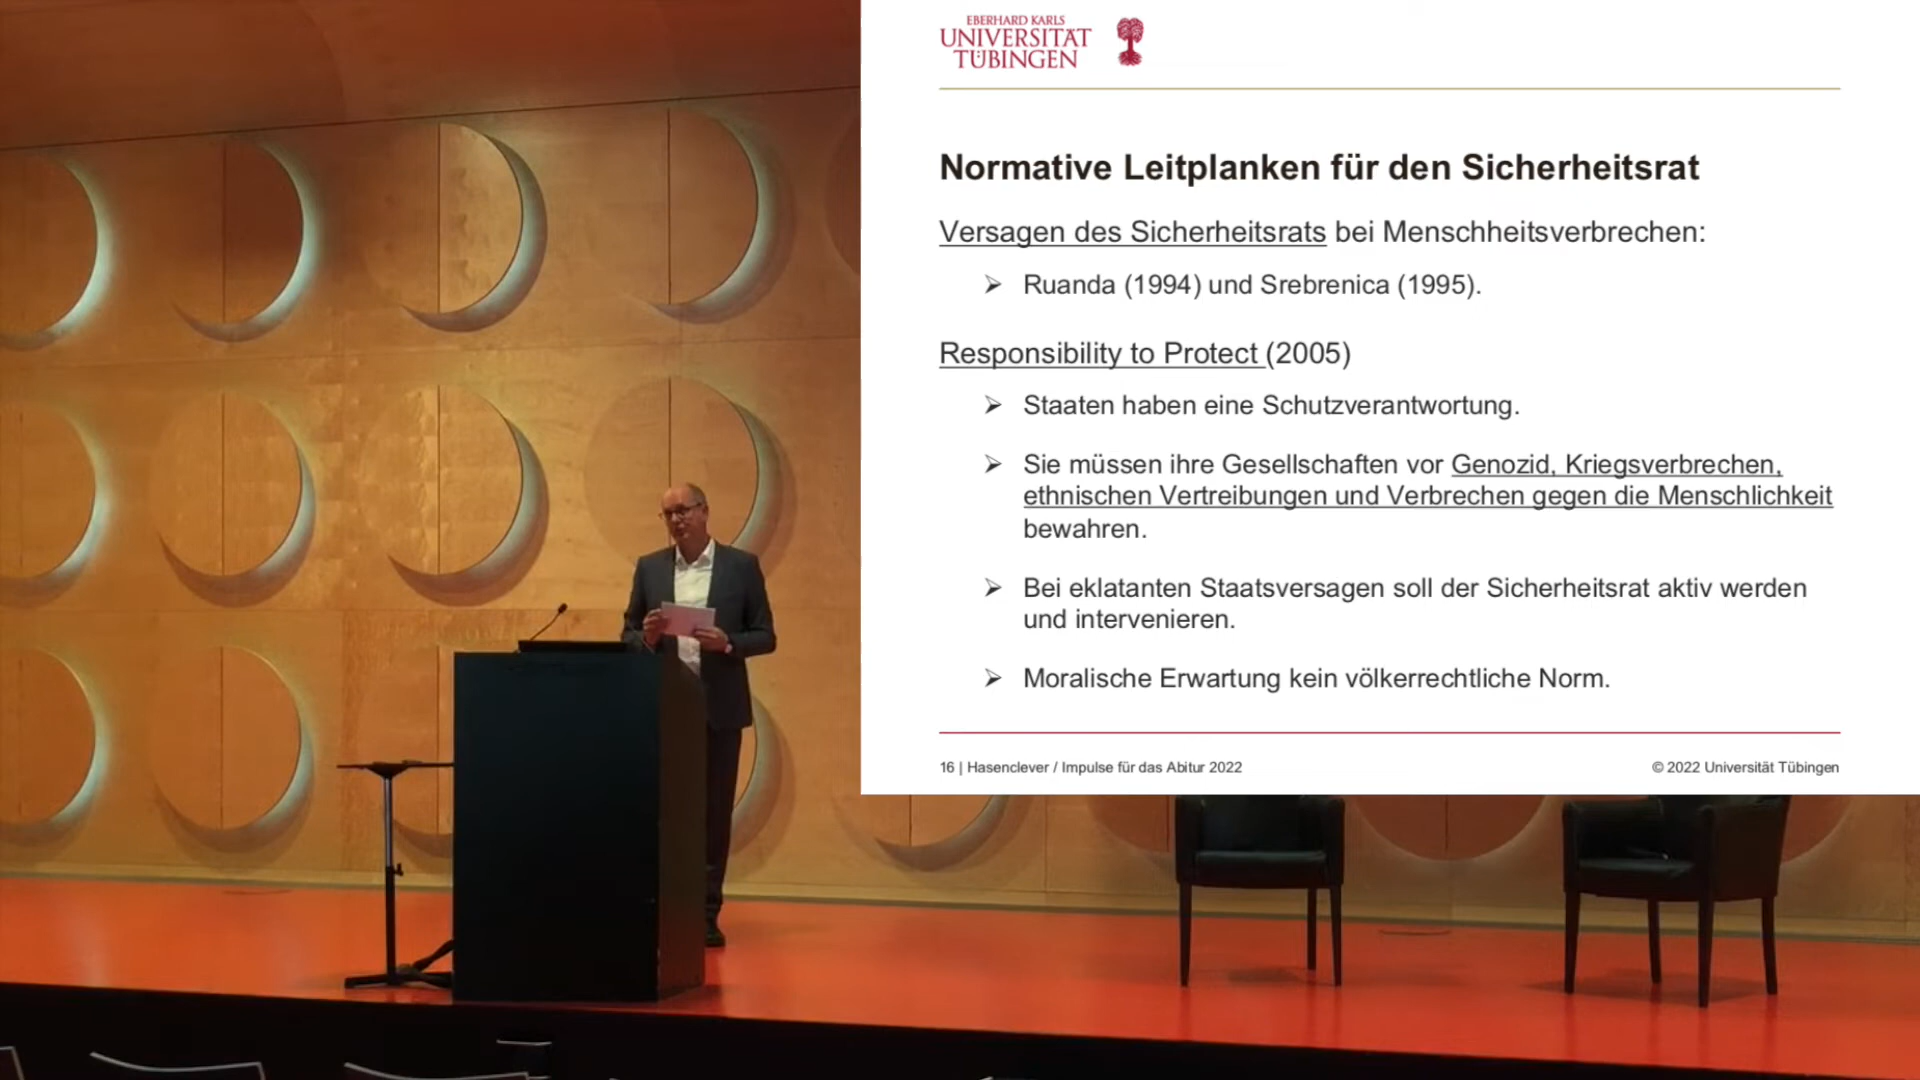 EBERHARD KARLS
UNIVERSITÄT
TÜBINGEN
Normative Leitplanken für den Sicherheitsrat
Versagen des Sicherheitsrats bei Menschheitsverbrechen:
➢ Ruanda (1994) und Srebrenica (1995).
Responsibility to Protect (2005)
➢ Staaten haben eine Schutzverantwortung.
➢ Sie müssen ihre Gesellschaften vor Genozid, Kriegsverbrechen,
ethnischen Vertreibungen und Verbrechen gegen die Menschlichkeit
bewahren.
➢ Bei eklatanten Staatsversagen soll der Sicherheitsrat aktiv werden
und intervenieren.
➢ Moralische Erwartung kein völkerrechtliche Norm.
16 | Hasenclever / Impulse für das Abitur 2022
© 2022 Universität Tübingen